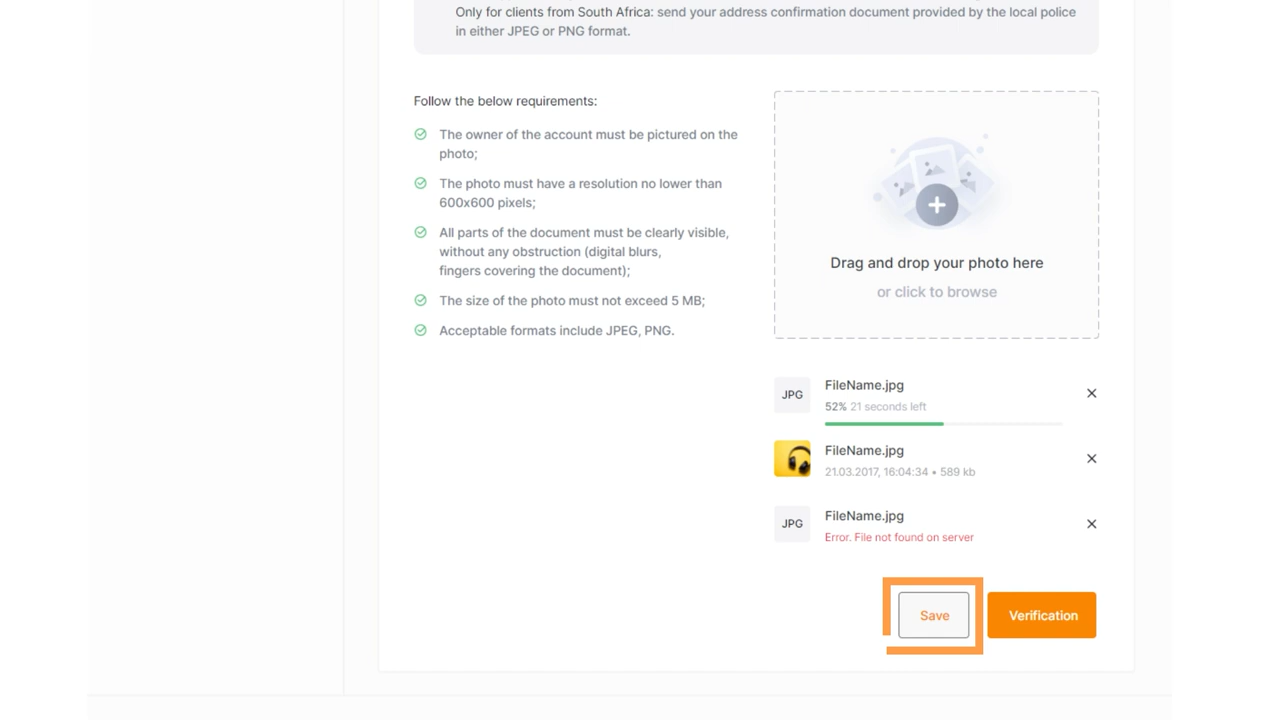 Only for clients from South Africa: send your address confirmation document provided by the local police
in either JPEG or PNG format.
Follow the below requirements:
The owner of the account must be pictured on the
photo;
The photo must have a resolution no lower than
600x600 pixels;
All parts of the document must be clearly visible,
without any obstruction (digital blurs,
fingers covering the document);
The size of the photo must not exceed 5 MB;
Acceptable formats include JPEG, PNG.
Drag and drop your photo here
or click to browse
JPG
FileName.jpg
52% 21 seconds left
FileName.jpg
21.03.2017, 16:04:34 • 589 kb
JPG
FileName.jpg
Error. File not found on server
Save
Verification